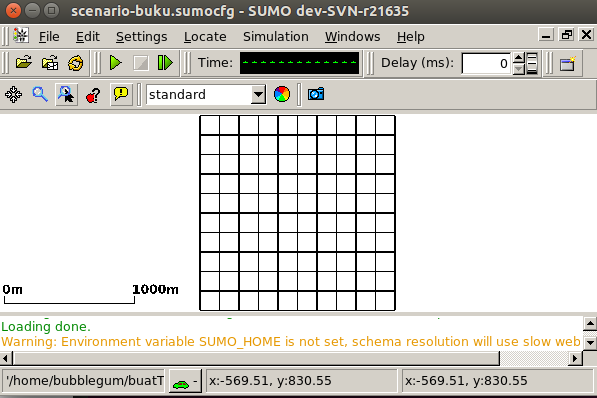 scenario-buku.sumocfg - SUMO dev-SVN-r21635
File Edit Settings Locate Simulation Windows Help
Time: Delay (ms): 0
standard
0m 1000m
Loading done.
Warning: Environment variable SUMO_HOME is not set, schema resolution will use slow web
'/home/bubblegum/buatT - x:-569.51, y:830.55 x:-569.51, y:830.55